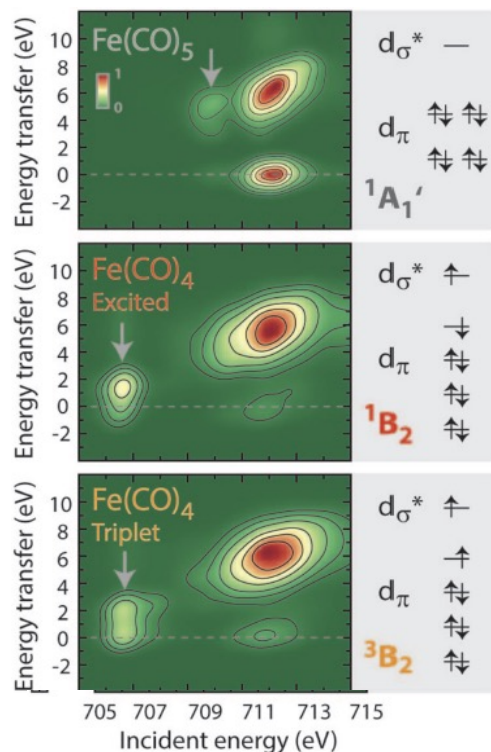 Energy transfer (eV)
10
8
6
4
2
0
-2
Fe(CO)₅
1
0
dσ*
dπ
¹A₁′
Energy transfer (eV)
10
8
6
4
2
0
-2
Fe(CO)₄
Excited
dσ*
dπ
¹B₂
Energy transfer (eV)
10
8
6
4
2
0
-2
Fe(CO)₄
Triplet
dσ*
dπ
³B₂
705 707 709 711 713 715
Incident energy (eV)